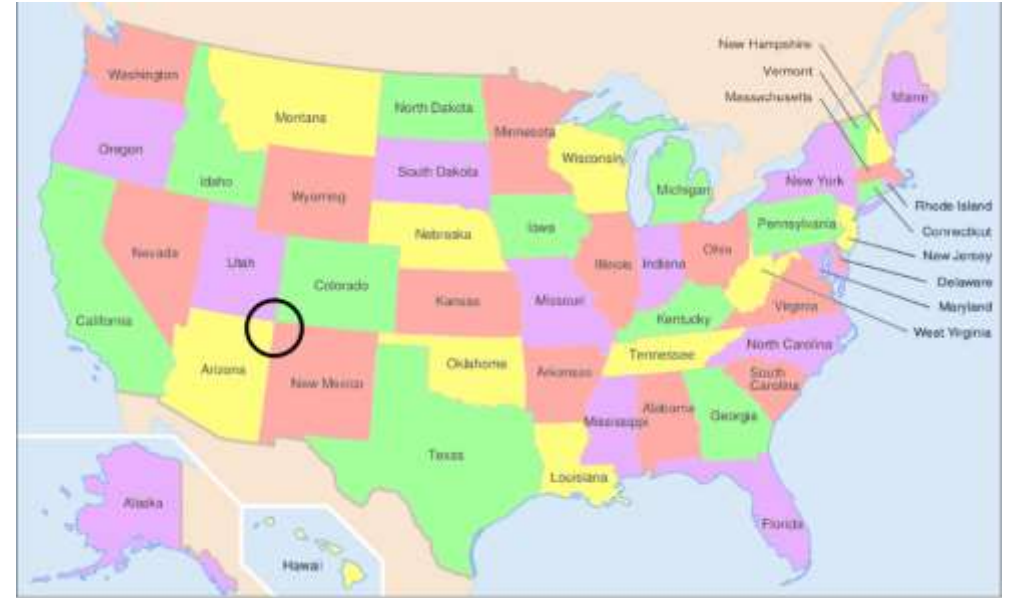 New Hampshire
Vermont
Massachusetts
Washington
Montana
North Dakota
Minnesota
Maine
Oregon
Idaho
Wisconsin
South Dakota
Michigan
New York
Wyoming
Rhode Island
Iowa
Pennsylvania
Connecticut
Nebraska
Ohio
Nevada
Utah
Illinois
Indiana
New Jersey
Colorado
Delaware
Kansas
Missouri
Virginia
Maryland
California
Kentucky
West Virginia
North Carolina
Tennessee
Oklahoma
Arizona
Arkansas
South
Carolina
New Mexico
Alabama
Georgia
Mississippi
Texas
Louisiana
Alaska
Florida
Hawaii